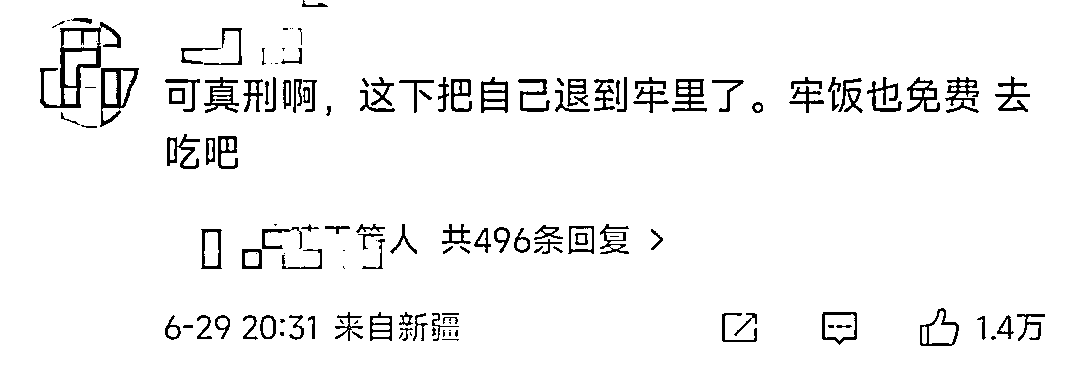 可真刑啊，这下把自己退到牢里了。牢饭也免费 去
吃吧
等人 共496条回复
6-29 20:31 来自新疆
1.4万